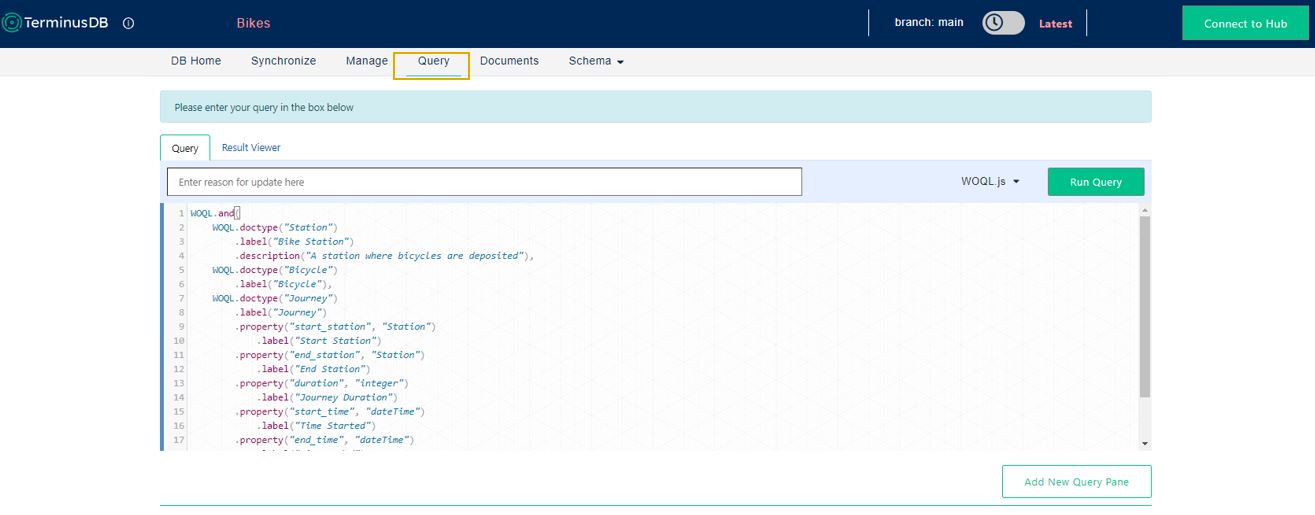 TerminusDB
Bikes
branch: main
Latest
Connect to Hub
DB Home
Synchronize
Manage
Query
Documents
Schema
Please enter your query in the box below
Query
Result Viewer
Enter reason for update here
WOQL.js
Run Query
1 WOQL.and(
2 WOQL.doctype("Station")
3 .label("Bike Station")
4 .description("A station where bicycles are deposited"),
5 WOQL.doctype("Bicycle")
6 .label("Bicycle"),
7 WOQL.doctype("Journey")
8 .label("Journey")
9 .property("start_station", "Station")
10 .label("Start Station")
11 .property("end_station", "Station")
12 .label("End Station")
13 .property("duration", "integer")
14 .label("Journey Duration")
15 .property("start_time", "dateTime")
16 .label("Time Started")
17 .property("end_time", "dateTime")
Add New Query Pane